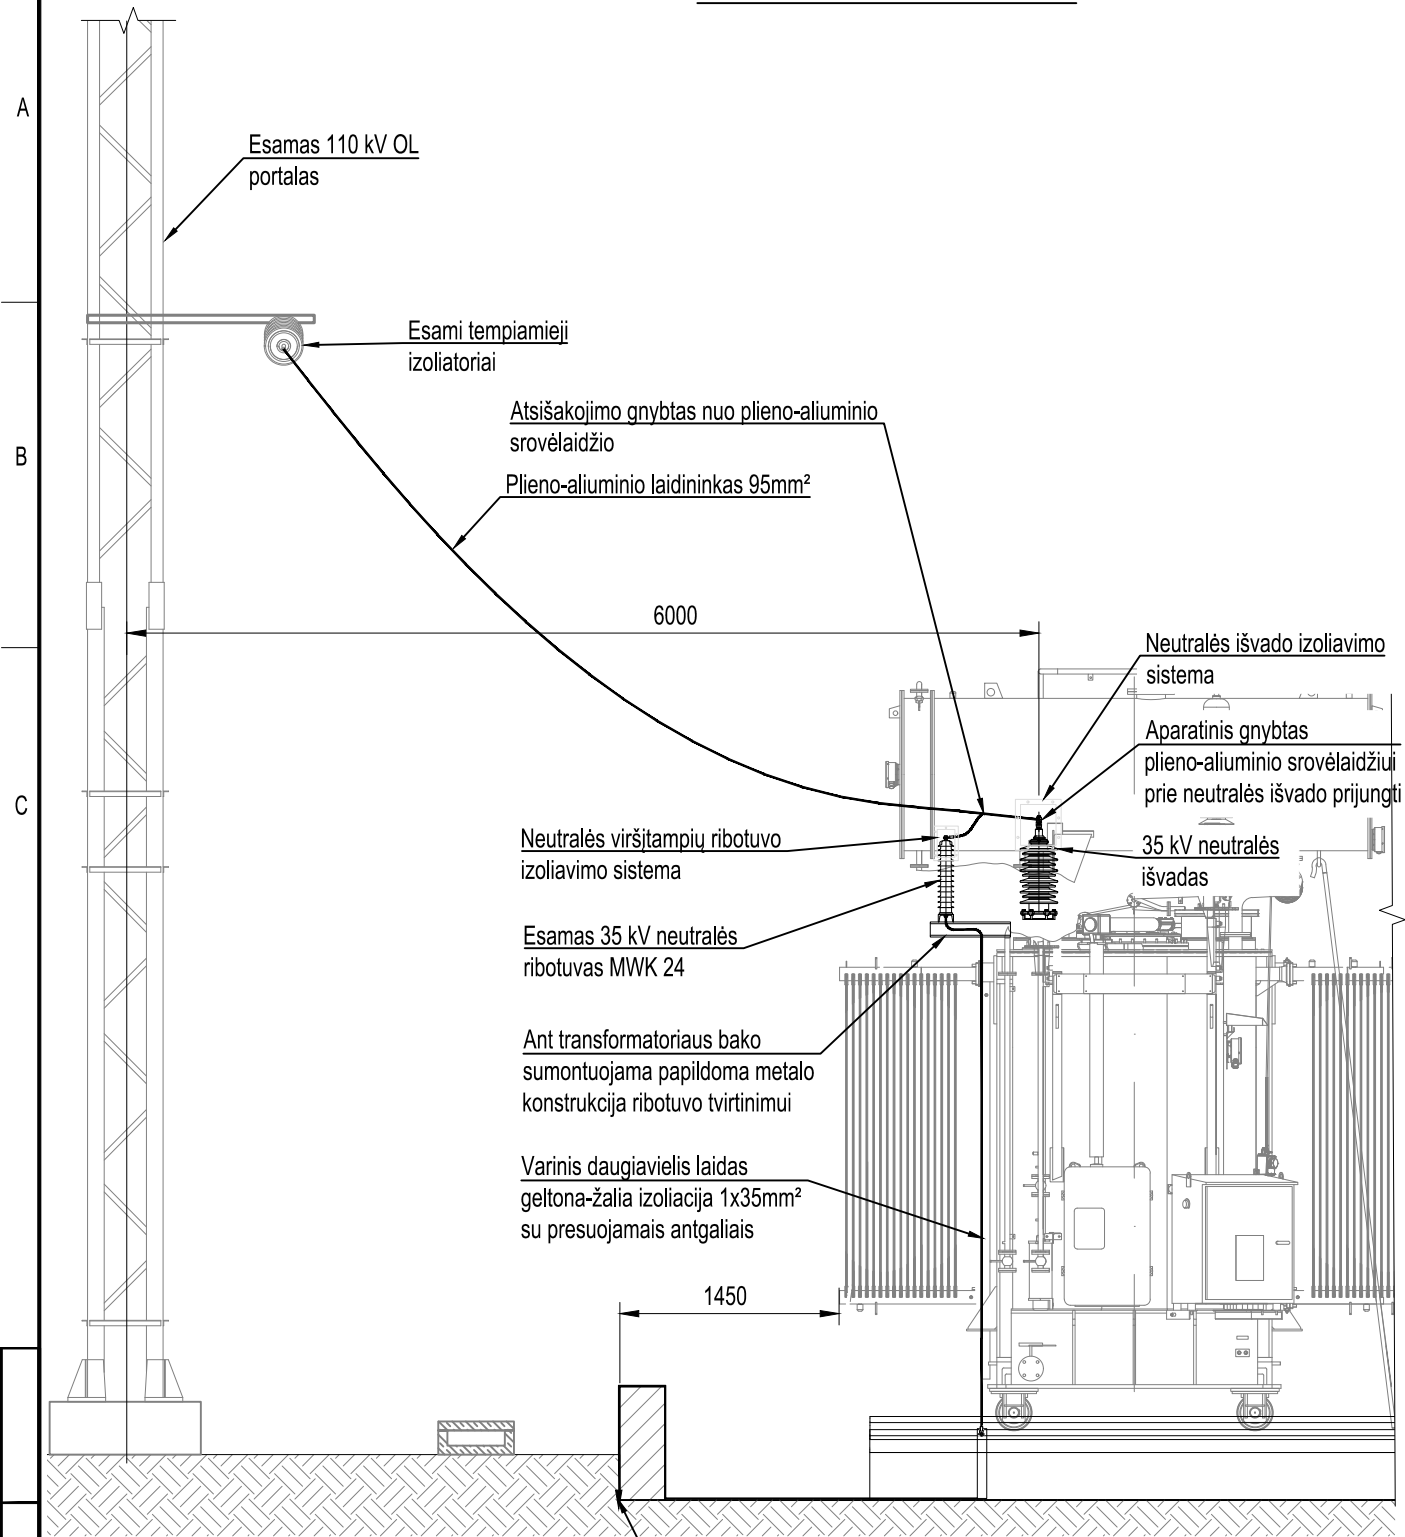 A
Esamas 110 kV OL
portalas
Esami tempiamieji
izoliatoriai
Atsišakojimo gnybtas nuo plieno-aliuminio
srovėlaidžio
B
Plieno-aliuminio laidininkas 95mm²
6000
Neutralės išvado izoliavimo
sistema
Aparatinis gnybtas
plieno-aliuminio srovėlaidžiui
prie neutralės išvado prijungti
C
Neutralės viršįtampių ribotuvo
izoliavimo sistema
35 kV neutralės
išvadas
Esamas 35 kV neutralės
ribotuvas MWK 24
Ant transformatoriaus bako
sumontuojama papildoma metalo
konstrukcija ribotuvo tvirtinimui
Varinis daugiavielis laidas
geltona-žalia izoliacija 1x35mm²
su presuojamais antgaliais
1450